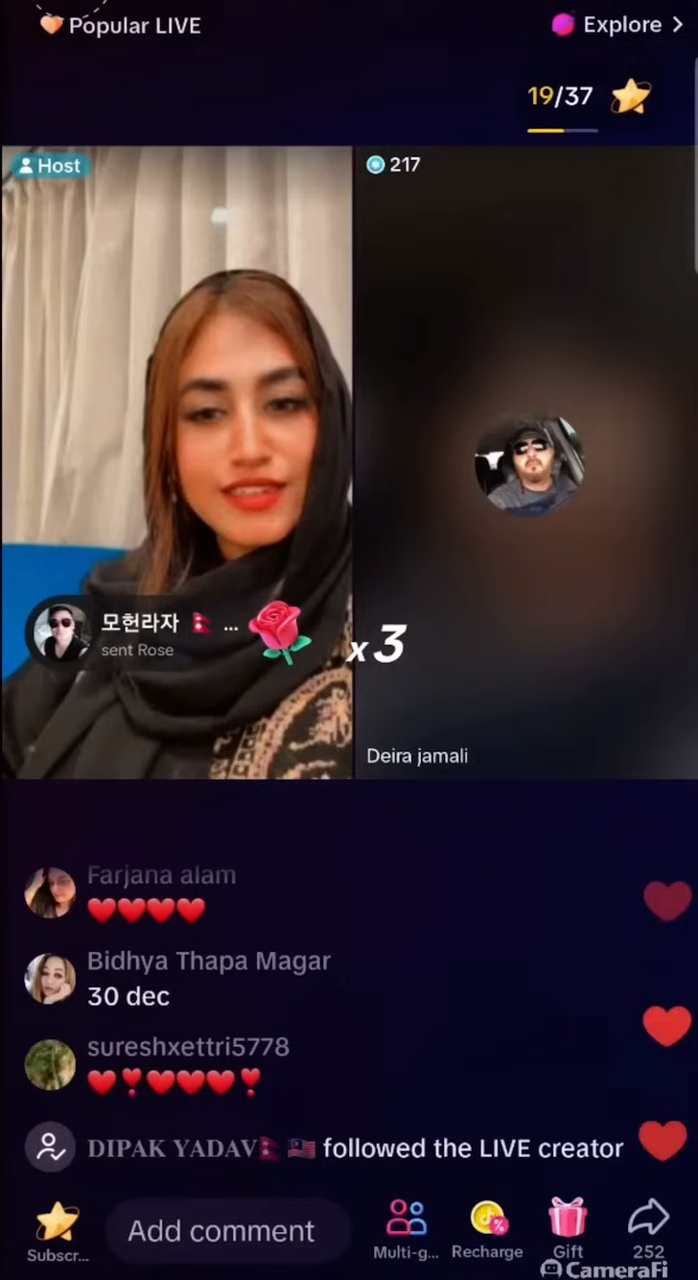 Popular LIVE
Explore >
19/37
Host
217
모헌라자 🇳🇵 ...
sent Rose
x 3
Deira jamali
Farjana alam
❤️❤️❤️❤️
Bidhya Thapa Magar
30 dec
sureshxettri5778
❤️❣️❤️❤️❤️❣️
DIPAK YADAV🇳🇵 🇲🇾 followed the LIVE creator
Subscr...
Add comment
Multi-g...
Recharge
Gift
252
CameraFi